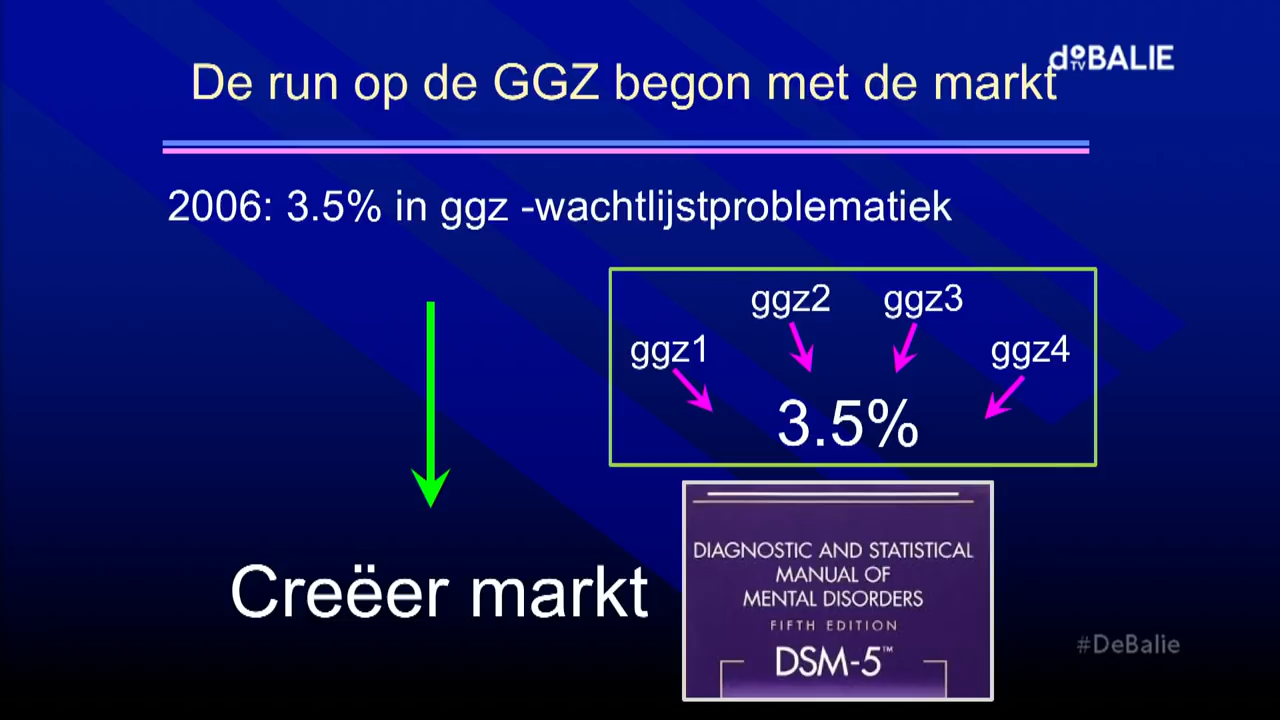 De run op de GGZ begon met de markt
dTVBALIE
2006: 3.5% in ggz -wachtlijstproblematiek
ggz2 ggz3
ggz1 ggz4
3.5%
Creëer markt
DIAGNOSTIC AND STATISTICAL
MANUAL OF
MENTAL DISORDERS
FIFTH EDITION
DSM-5™
#DeBalie